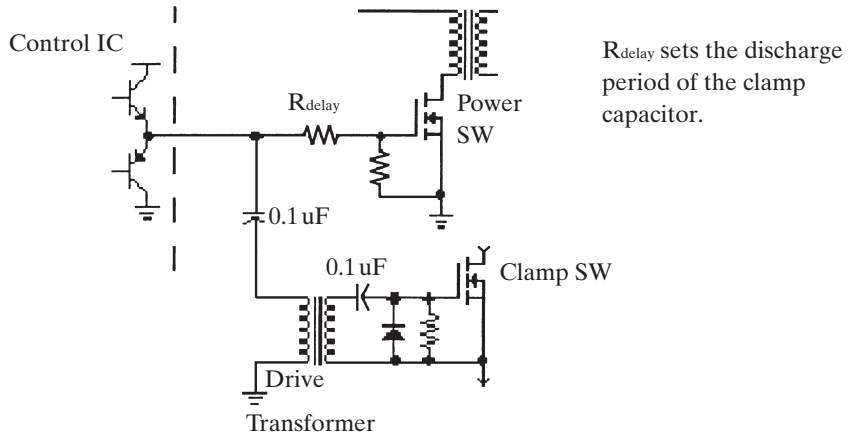 Control IC
Rdelay
Power
SW
Rdelay sets the discharge
period of the clamp
capacitor.
0.1 uF
0.1 uF
Clamp SW
Drive
Transformer